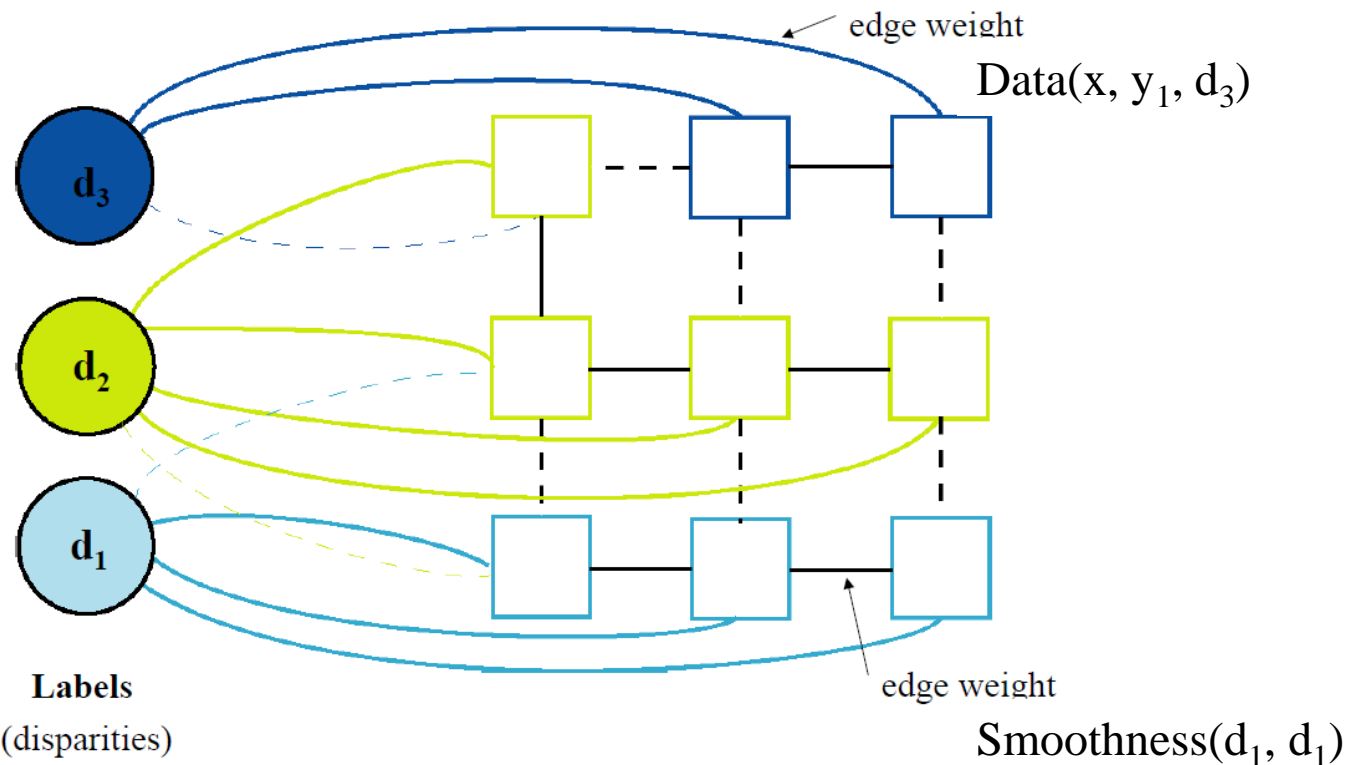 edge weight
Data(x, y₁, d₃)
d₃
d₂
d₁
Labels
(disparities)
edge weight
Smoothness(d₁, d₁)